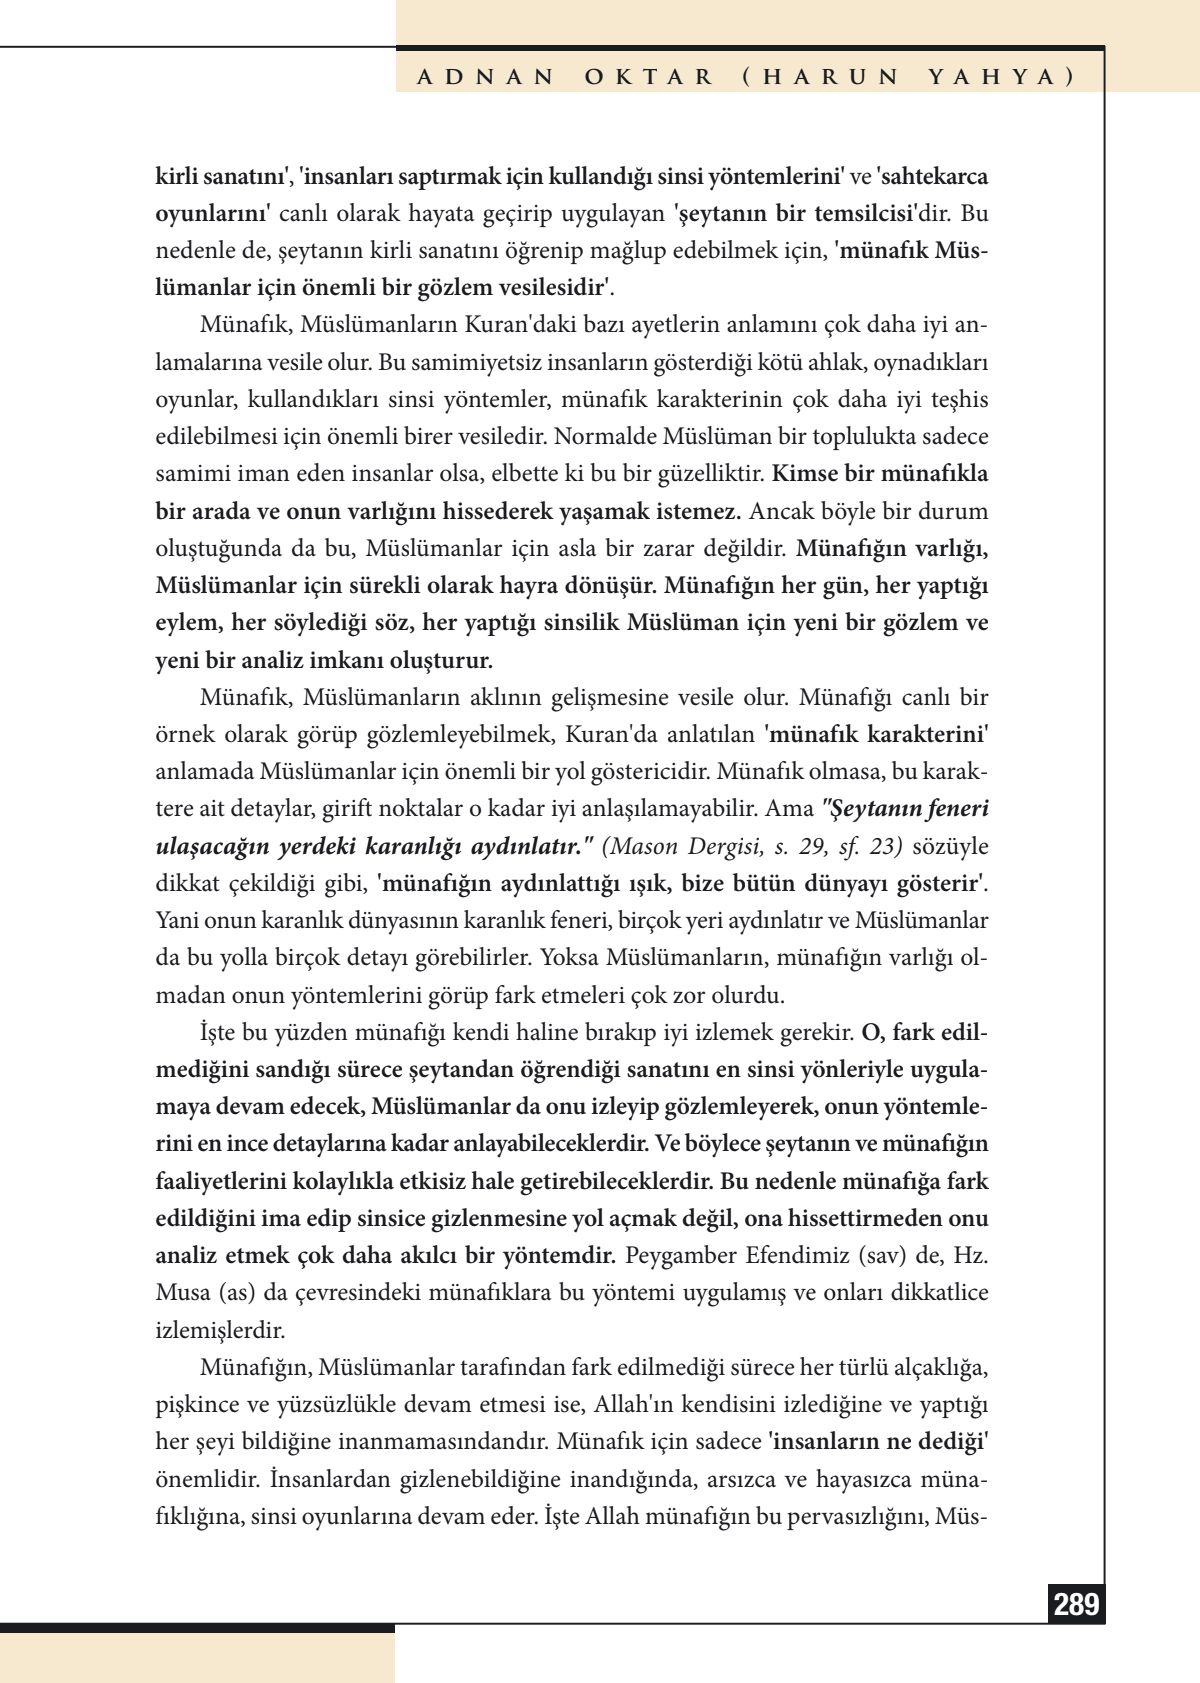 ADNAN OKTAR (HARUN YAHYA)
kirli sanatını', 'insanları saptırmak için kullandığı sinsi yöntemlerini' ve 'sahtekarca
oyunlarını' canlı olarak hayata geçirip uygulayan 'şeytanın bir temsilcisi'dir. Bu
nedenle de, şeytanın kirli sanatını öğrenip mağlup edebilmek için, 'münafık Müs-
lümanlar için önemli bir gözlem vesilesidir'.
Münafık, Müslümanların Kuran'daki bazı ayetlerin anlamını çok daha iyi an-
lamalarına vesile olur. Bu samimiyetsiz insanların gösterdiği kötü ahlak, oynadıkları
oyunlar, kullandıkları sinsi yöntemler, münafık karakterinin çok daha iyi teşhis
edilebilmesi için önemli birer vesiledir. Normalde Müslüman bir toplulukta sadece
samimi iman eden insanlar olsa, elbette ki bu bir güzelliktir. Kimse bir münafıkla
bir arada ve onun varlığını hissederek yaşamak istemez. Ancak böyle bir durum
oluştuğunda da bu, Müslümanlar için asla bir zarar değildir. Münafığın varlığı,
Müslümanlar için sürekli olarak hayra dönüşür. Münafığın her gün, her yaptığı
eylem, her söylediği söz, her yaptığı sinsilik Müslüman için yeni bir gözlem ve
yeni bir analiz imkanı oluşturur.
Münafık, Müslümanların aklının gelişmesine vesile olur. Münafığı canlı bir
örnek olarak görüp gözlemleyebilmek, Kuran'da anlatılan 'münafık karakterini'
anlamada Müslümanlar için önemli bir yol göstericidir. Münafık olmasa, bu karak-
tere ait detaylar, girift noktalar o kadar iyi anlaşılamayabilir. Ama "Şeytanın feneri
ulaşacağın yerdeki karanlığı aydınlatır." (Mason Dergisi, s. 29, sf. 23) sözüyle
dikkat çekildiği gibi, 'münafığın aydınlattığı ışık, bize bütün dünyayı gösterir'.
Yani onun karanlık dünyasının karanlık feneri, birçok yeri aydınlatır ve Müslümanlar
da bu yolla birçok detayı görebilirler. Yoksa Müslümanların, münafığın varlığı ol-
madan onun yöntemlerini görüp fark etmeleri çok zor olurdu.
İşte bu yüzden münafığı kendi haline bırakıp iyi izlemek gerekir. O, fark edil-
mediğini sandığı sürece şeytandan öğrendiği sanatını en sinsi yönleriyle uygula-
maya devam edecek, Müslümanlar da onu izleyip gözlemleyerek, onun yöntemle-
rini en ince detaylarına kadar anlayabileceklerdir. Ve böylece şeytanın ve münafığın
faaliyetlerini kolaylıkla etkisiz hale getirebileceklerdir. Bu nedenle münafığa fark
edildiğini ima edip sinsice gizlenmesine yol açmak değil, ona hissettirmeden onu
analiz etmek çok daha akılcı bir yöntemdir. Peygamber Efendimiz (sav) de, Hz.
Musa (as) da çevresindeki münafıklara bu yöntemi uygulamış ve onları dikkatlice
izlemişlerdir.
Münafığın, Müslümanlar tarafından fark edilmediği sürece her türlü alçaklığa,
pişkince ve yüzsüzlükle devam etmesi ise, Allah'ın kendisini izlediğine ve yaptığı
her şeyi bildiğine inanmamasındandır. Münafık için sadece 'insanların ne dediği'
önemlidir. İnsanlardan gizlenebildiğine inandığında, arsızca ve hayasızca müna-
fıklığına, sinsi oyunlarına devam eder. İşte Allah münafığın bu pervasızlığını, Müs-
289